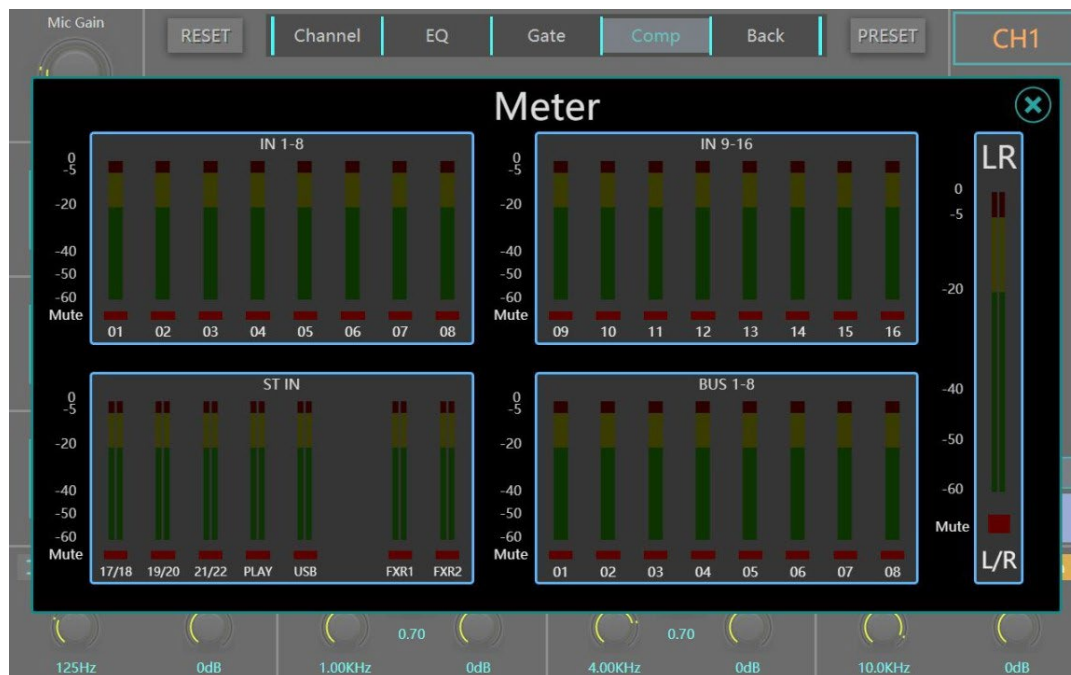 Mic Gain
RESET
Channel
EQ
Gate
Comp
Back
PRESET
CH1
Meter
IN 1-8
0
-5
-20
-40
-50
-60
Mute
01 02 03 04 05 06 07 08
IN 9-16
0
-5
-20
-40
-50
-60
Mute
09 10 11 12 13 14 15 16
LR
0
-5
-20
-40
-50
-60
Mute
L/R
ST IN
0
-5
-20
-40
-50
-60
Mute
17/18 19/20 21/22 PLAY USB FXR1 FXR2
BUS 1-8
0
-5
-20
-40
-50
-60
Mute
01 02 03 04 05 06 07 08
0.70
0.70
125Hz 0dB 1.00KHz 0dB 4.00KHz 0dB 10.0KHz 0dB